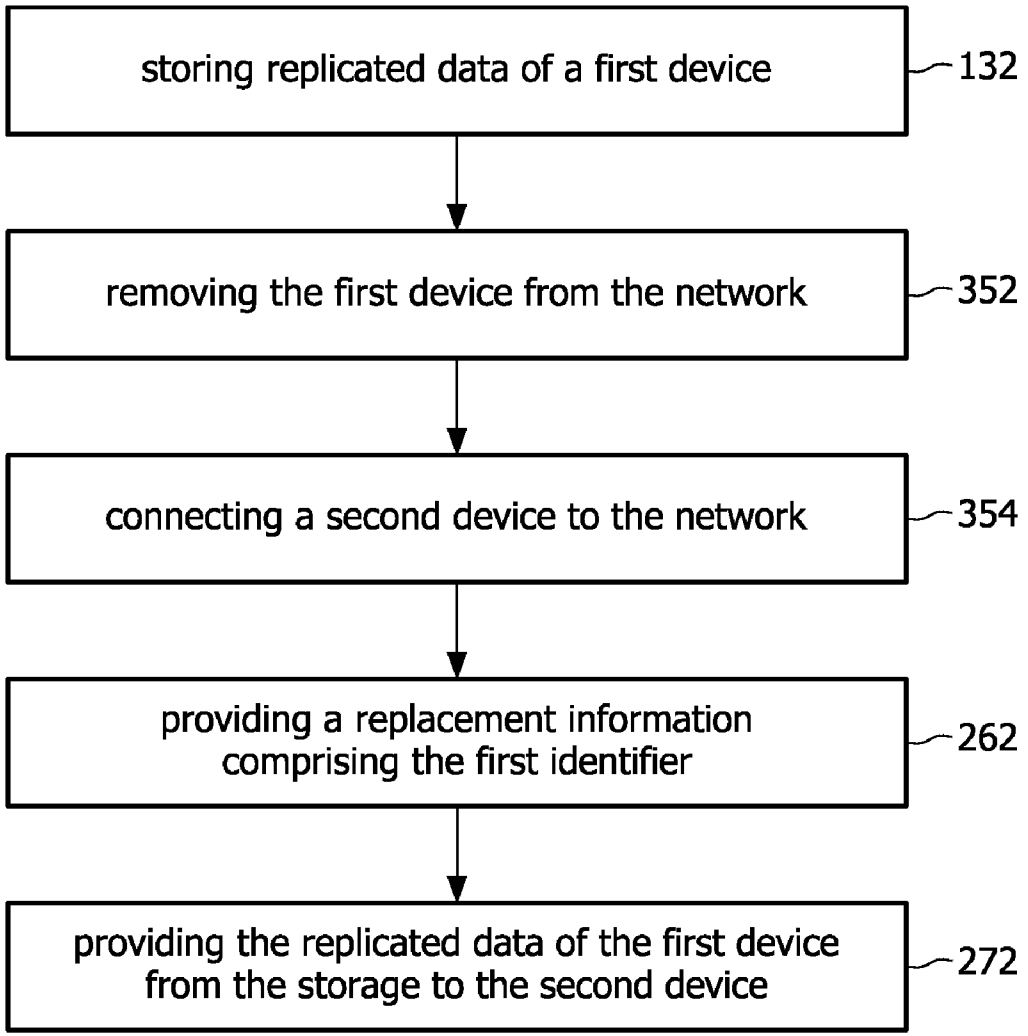 storing replicated data of a first device
132
removing the first device from the network
352
connecting a second device to the network
354
providing a replacement information
comprising the first identifier
262
providing the replicated data of the first device
from the storage to the second device
272